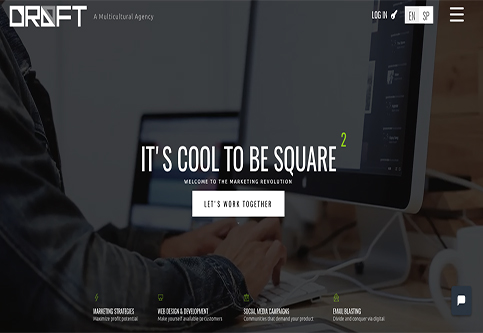 DRAFT
A Multicultural Agency
LOG IN
EN SP
IT'S COOL TO BE SQUARE 2
WELCOME TO THE MARKETING REVOLUTION
LET'S WORK TOGETHER
MARKETING STRATEGIES
Maximize profit potential
WEB DESIGN & DEVELOPMENT
Make yourself available to customers
SOCIAL MEDIA CAMPAIGNS
Communities that demand your product
EMAIL BLASTING
Divide and conquer via digital